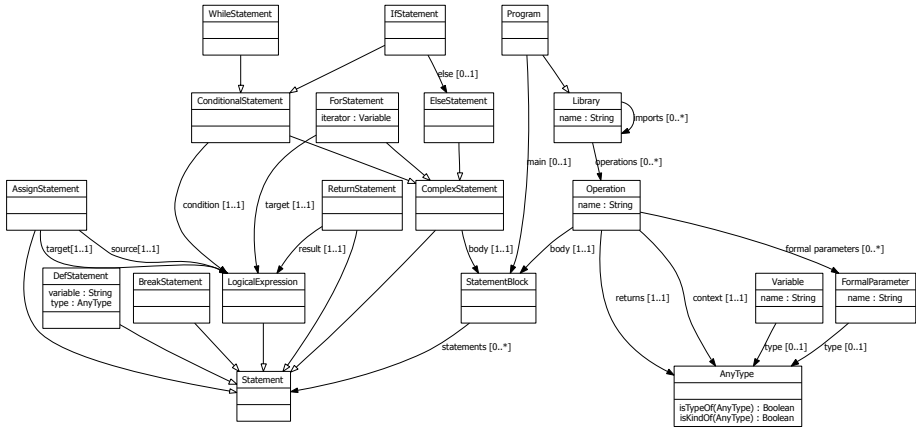 WhileStatement
IfStatement
Program
else [0..1]
ConditionalStatement
ForStatement
iterator : Variable
ElseStatement
Library
name : String
imports [0..*]
main [0..1]
operations [0..*]
AssignStatement
condition [1..1]
target [1..1]
ReturnStatement
ComplexStatement
Operation
name : String
target[1..1]
source[1..1]
result [1..1]
body [1..1]
body [1..1]
formal parameters [0..*]
DefStatement
variable : String
type : AnyType
BreakStatement
LogicalExpression
StatementBlock
returns [1..1]
context [1..1]
Variable
name : String
FormalParameter
name : String
statements [0..*]
type [0..1]
type [0..1]
Statement
AnyType
isTypeOf(AnyType) : Boolean
isKindOf(AnyType) : Boolean